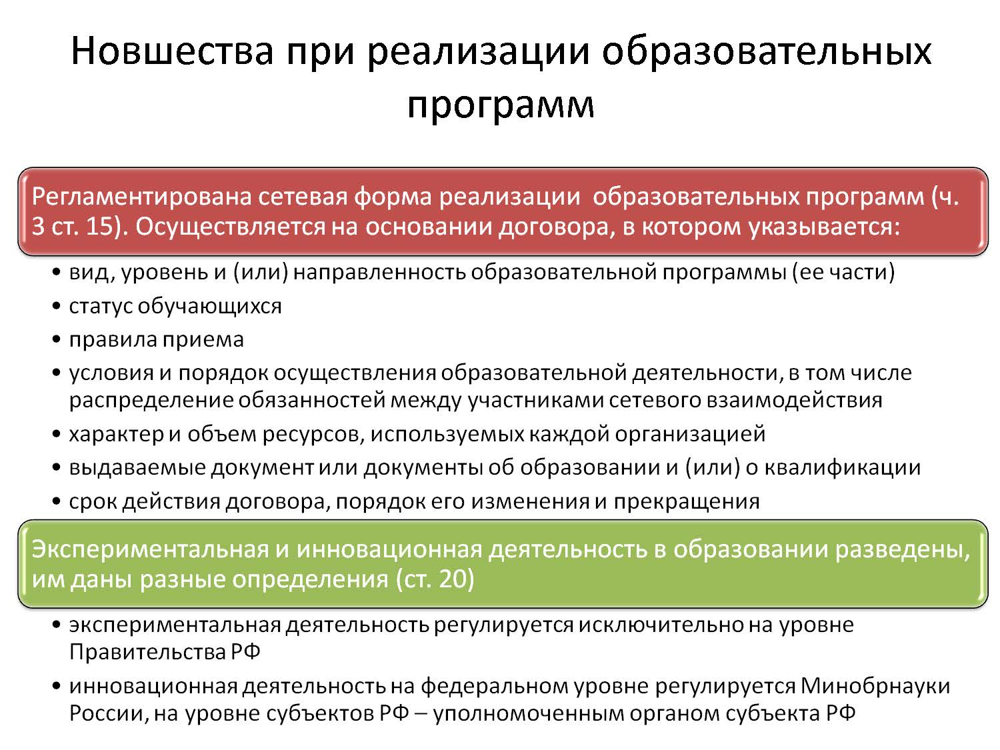 Новшества при реализации образовательных
программ
Регламентирована сетевая форма реализации образовательных программ (ч.
3 ст. 15). Осуществляется на основании договора, в котором указывается:
• вид, уровень и (или) направленность образовательной программы (ее части)
• статус обучающихся
• правила приема
• условия и порядок осуществления образовательной деятельности, в том числе
распределение обязанностей между участниками сетевого взаимодействия
• характер и объем ресурсов, используемых каждой организацией
• выдаваемые документ или документы об образовании и (или) о квалификации
• срок действия договора, порядок его изменения и прекращения
Экспериментальная и инновационная деятельность в образовании разведены,
им даны разные определения (ст. 20)
• экспериментальная деятельность регулируется исключительно на уровне
Правительства РФ
• инновационная деятельность на федеральном уровне регулируется Минобрнауки
России, на уровне субъектов РФ – уполномоченным органом субъекта РФ